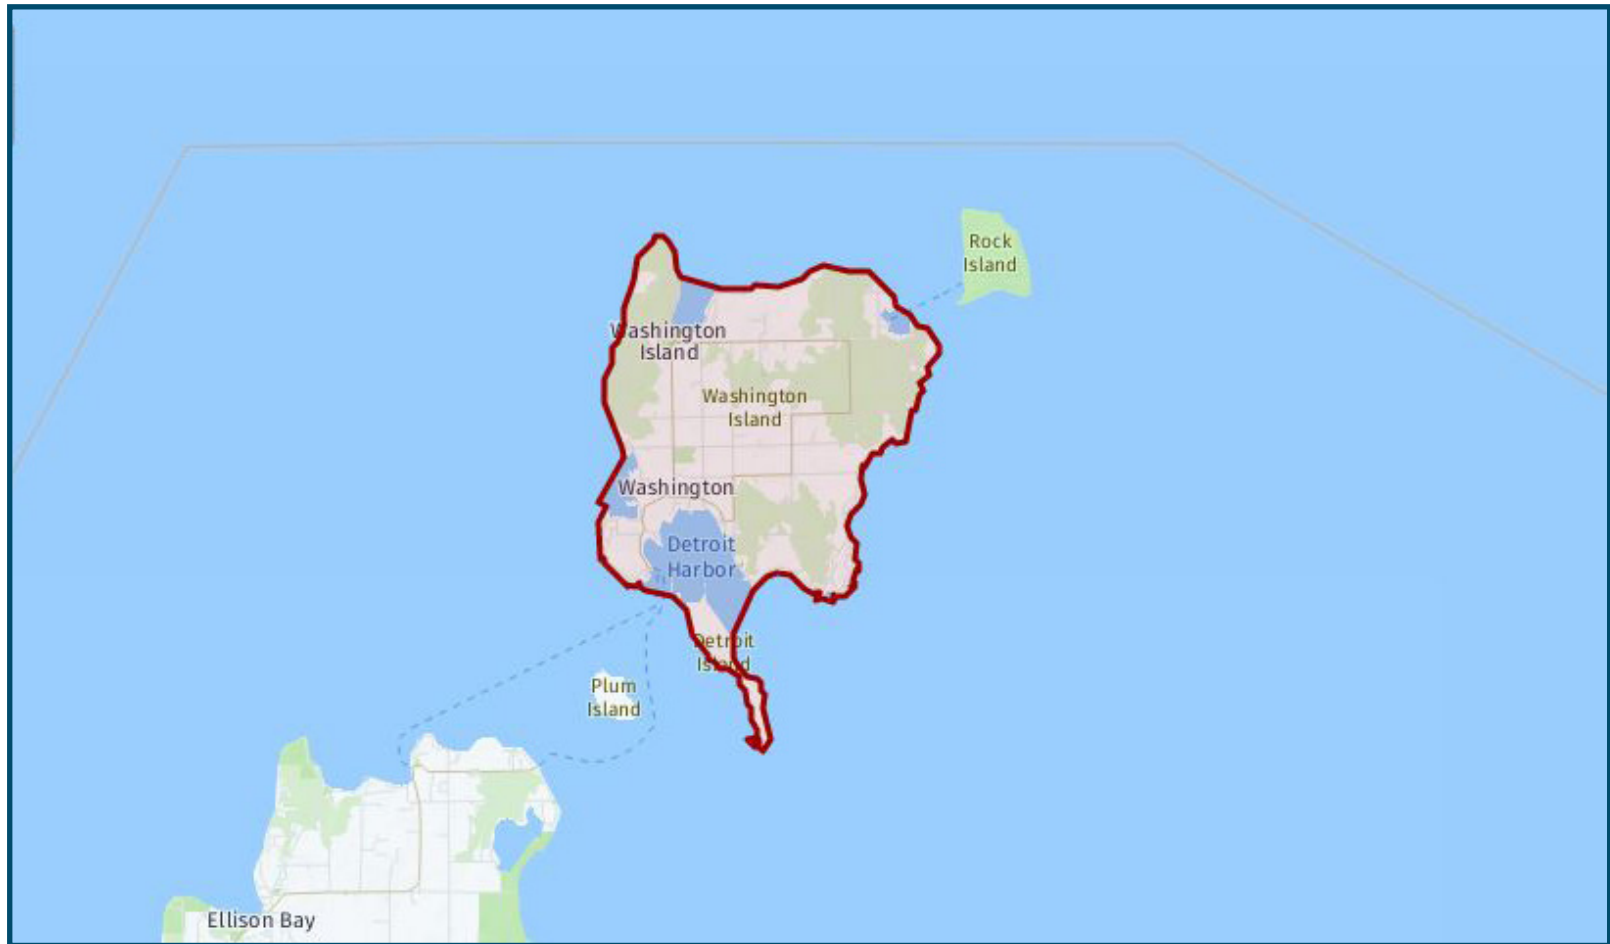 Rock
Island
Washington
Island
Washington
Island
Washington
Detroit
Harbor
Detroit
Island
Plum
Island
Ellison Bay